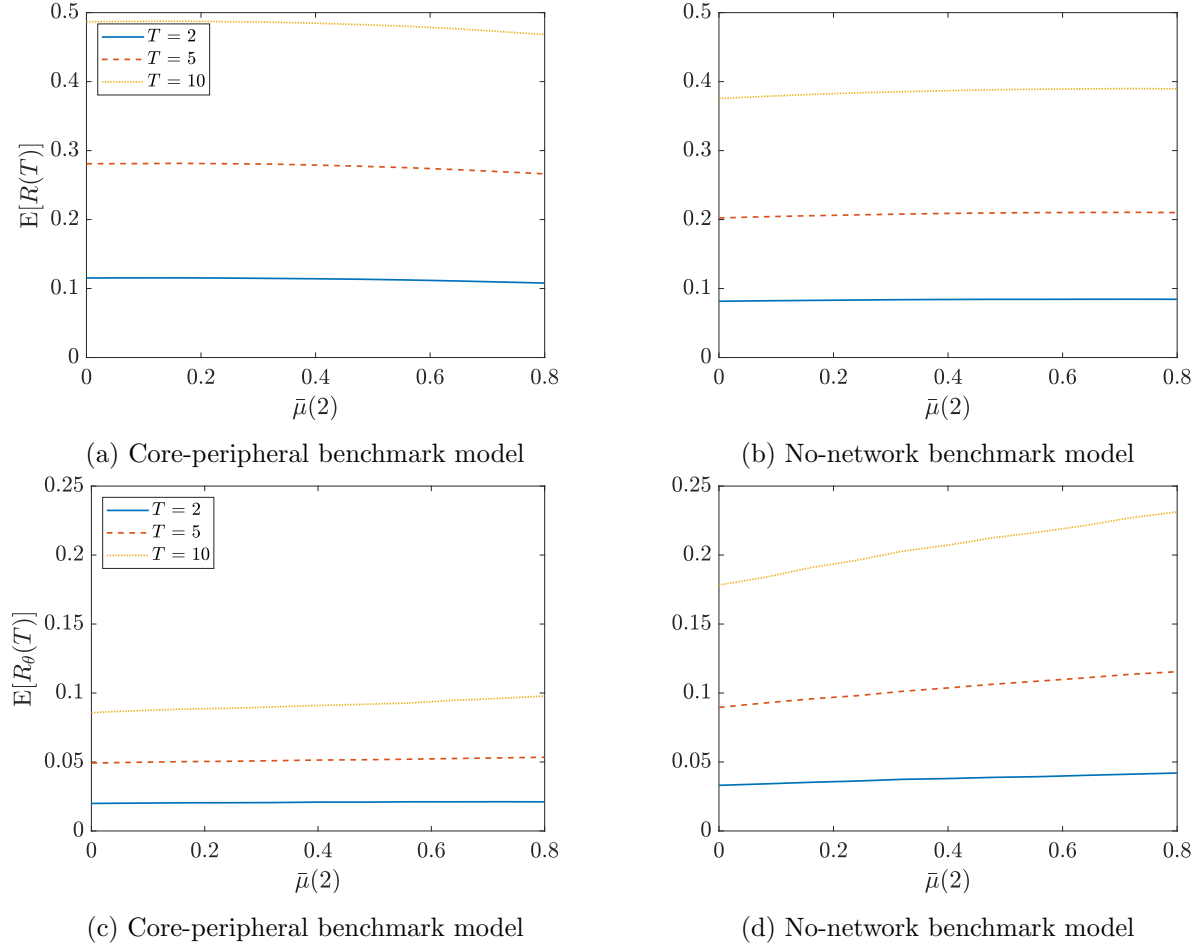 0.5
0.4
0.3
0.2
0.1
0
E[R(T)]
T = 2
T = 5
T = 10
0 0.2 0.4 0.6 0.8
μ̄(2)
(a) Core-peripheral benchmark model
0.5
0.4
0.3
0.2
0.1
0
0 0.2 0.4 0.6 0.8
μ̄(2)
(b) No-network benchmark model
0.25
0.2
0.15
0.1
0.05
0
E[R_θ(T)]
T = 2
T = 5
T = 10
0 0.2 0.4 0.6 0.8
μ̄(2)
(c) Core-peripheral benchmark model
0.25
0.2
0.15
0.1
0.05
0
0 0.2 0.4 0.6 0.8
μ̄(2)
(d) No-network benchmark model